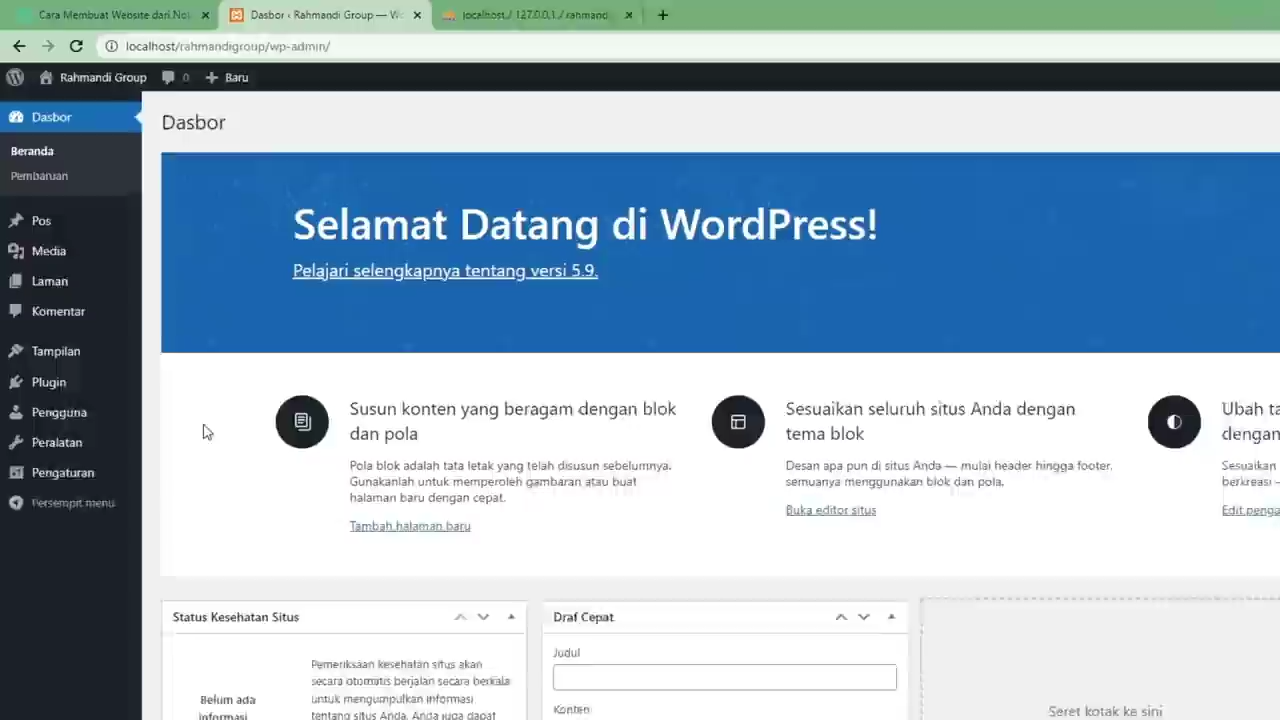 Cara Membuat Website dari Nol
Dasbor ‹ Rahmandi Group — Wo
localhost / 127.0.0.1 / rahmandi
localhost/rahmandigroup/wp-admin/
Rahmandi Group
0
Baru
Dasbor
Beranda
Pembaruan
Pos
Media
Laman
Komentar
Tampilan
Plugin
Pengguna
Peralatan
Pengaturan
Persempit menu
Dasbor
Selamat Datang di WordPress!
Pelajari selengkapnya tentang versi 5.9.
Susun konten yang beragam dengan blok
dan pola
Pola blok adalah tata letak yang telah disusun sebelumnya.
Gunakanlah untuk memperoleh gambaran atau buat
halaman baru dengan cepat.
Tambah halaman baru
Sesuaikan seluruh situs Anda dengan
tema blok
Desan apa pun di situs Anda — mulai header hingga footer,
semuanya menggunakan blok dan pola.
Buka editor situs
Ubah ta
dengan
Sesuaikan
berkreasi –
Edit penga
Status Kesehatan Situs
Belum ada
informasi
Pemeriksaan kesehatan situs akan
secara otomatis berjalan secara berkala
untuk mengumpulkan informasi
tentang situs Anda. Anda juga dapat
Draf Cepat
Judul
Konten
Seret kotak ke sini